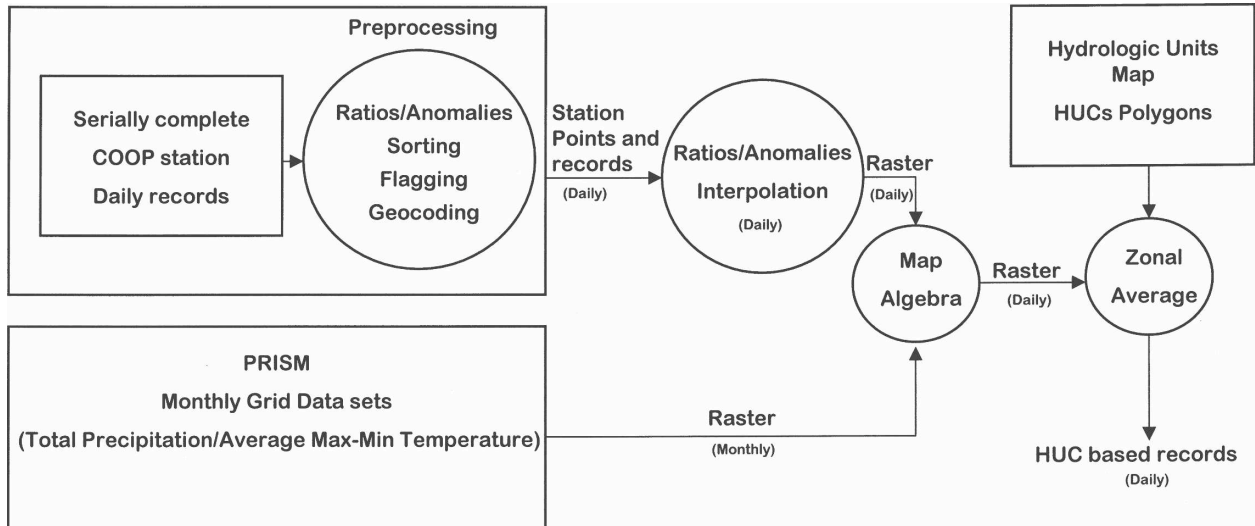 Preprocessing
Serially complete
COOP station
Daily records
Ratios/Anomalies
Sorting
Flagging
Geocoding
Station
Points and
records
(Daily)
Ratios/Anomalies
Interpolation
(Daily)
Raster
(Daily)
Map
Algebra
Raster
(Daily)
Hydrologic Units
Map
HUCs Polygons
Zonal
Average
HUC based records
(Daily)
PRISM
Monthly Grid Data sets
(Total Precipitation/Average Max-Min Temperature)
Raster
(Monthly)